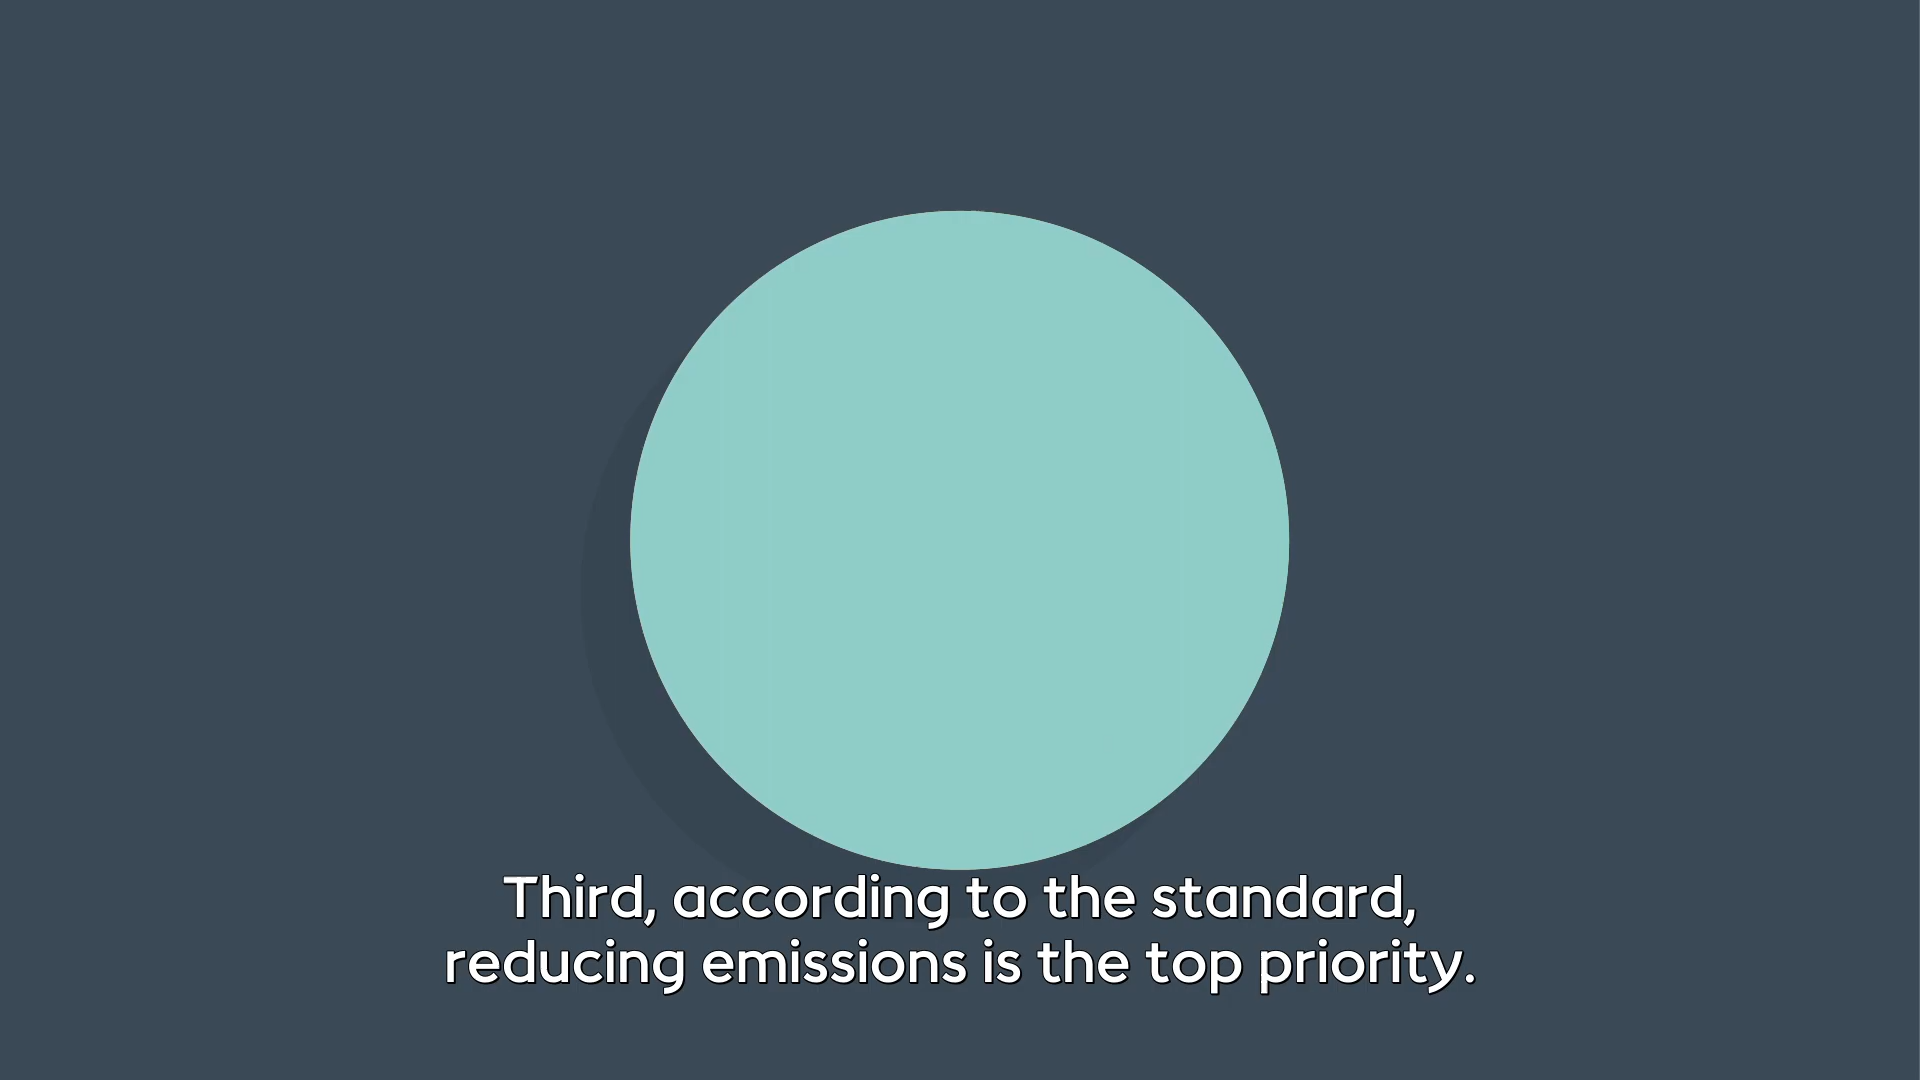 Third, according to the standard,
reducing emissions is the top priority.